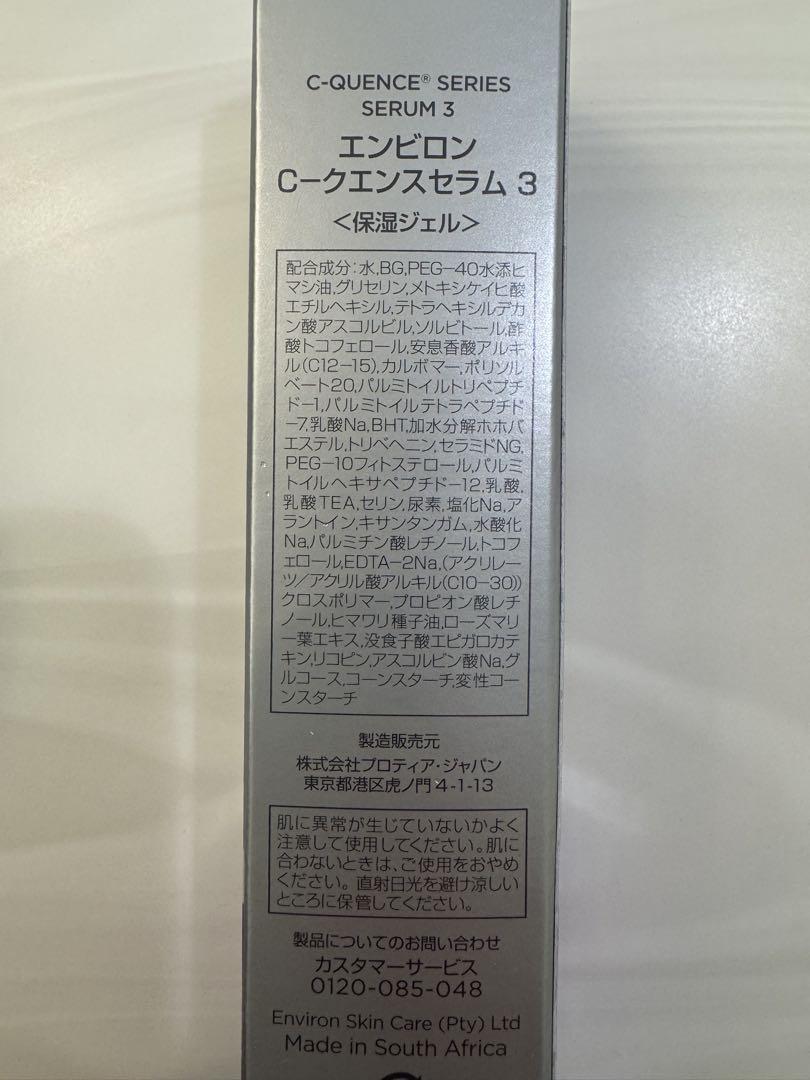 C-QUENCE® SERIES
SERUM 3
エンビロン
C－クエンスセラム 3
＜保湿ジェル＞
配合成分：水,BG,PEG－40水添ヒ
マシ油,グリセリン,メトキシケイヒ酸
エチルヘキシル,テトラヘキシルデカ
ン酸アスコルビル,ソルビトール,酢
酸トコフェロール,安息香酸アルキ
ル(C12－15),カルボマー,ポリソル
ベート20,パルミトイルトリペプチ
ド－1,パルミトイルテトラペプチド
－7,乳酸Na,BHT,加水分解ホホバ
エステル,トリベヘニン,セラミドNG,
PEG－10フィトステロール,パルミ
トイルヘキサペプチド－12,乳酸,
乳酸TEA,セリン,尿素,塩化Na,ア
ラントイン,キサンタンガム,水酸化
Na,パルミチン酸レチノール,トコフ
ェロール,EDTA－2Na,(アクリレー
ツ／アクリル酸アルキル(C10－30))
クロスポリマー,プロピオン酸レチ
ノール,ヒマワリ種子油,ローズマリ
ー葉エキス,没食子酸エピガロカテ
キン,リコピン,アスコルビン酸Na,グ
ルコース,コーンスターチ,変性コー
ンスターチ
製造販売元
株式会社プロティア・ジャパン
東京都港区虎ノ門 4-1-13
肌に異常が生じていないかよく
注意して使用してください。肌に
合わないときは、ご使用をおやめ
ください。直射日光を避け涼しい
ところに保管してください。
製品についてのお問い合わせ
カスタマーサービス
0120-085-048
Environ Skin Care (Pty) Ltd
Made in South Africa